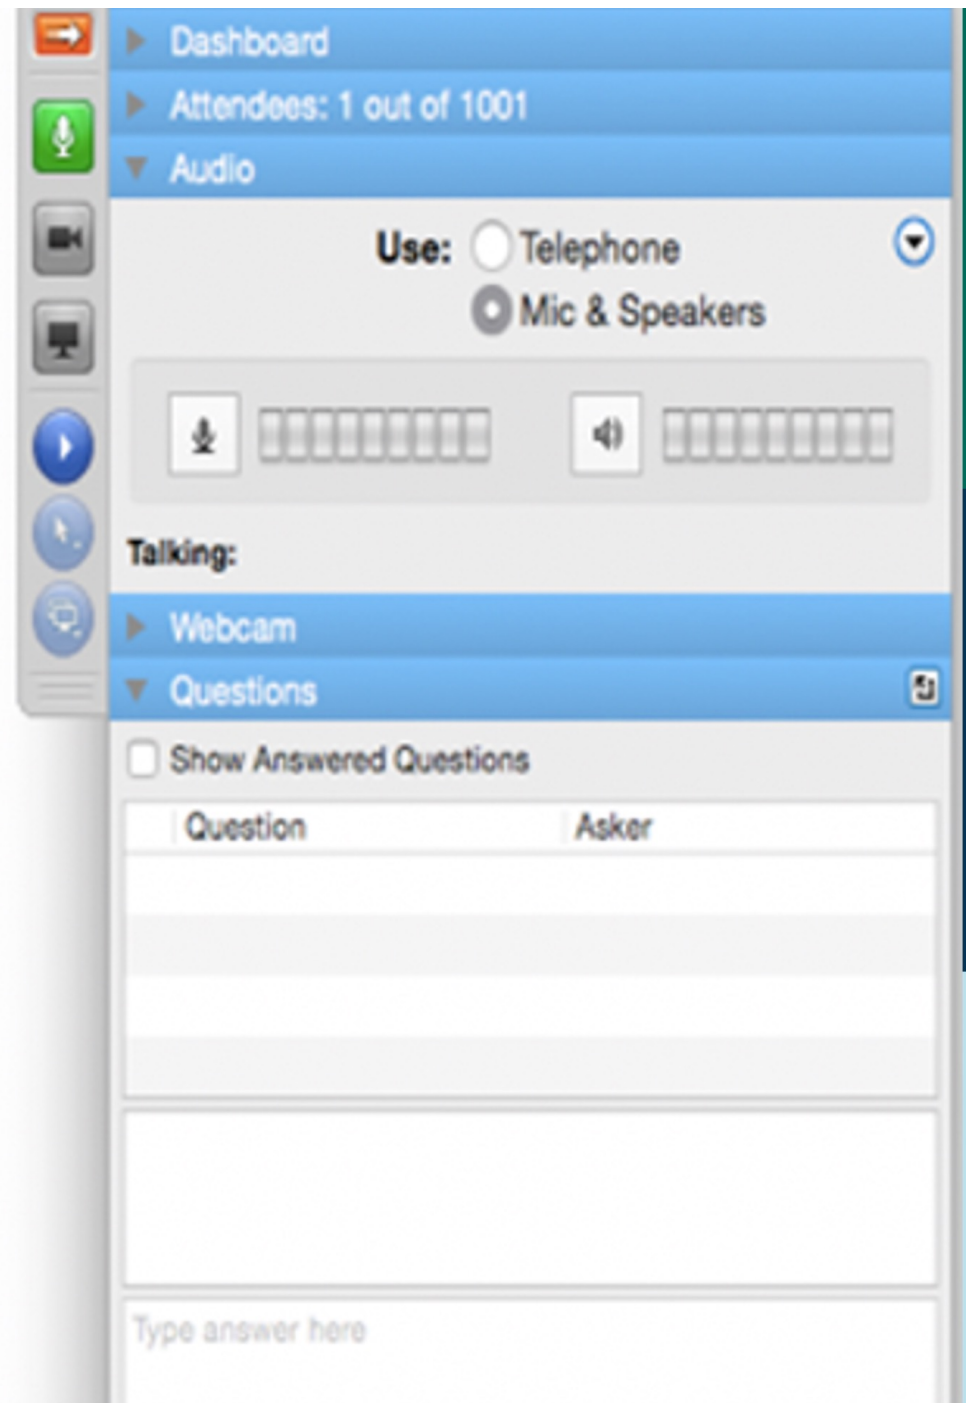 Dashboard
Attendees: 1 out of 1001
Audio
Use: Telephone
Mic & Speakers
Talking:
Webcam
Questions
Show Answered Questions
Question Asker
Type answer here